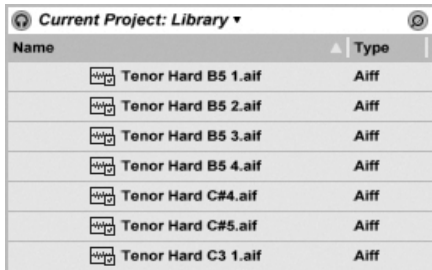 Current Project: Library
Name Type
Tenor Hard B5 1.aif Aiff
Tenor Hard B5 2.aif Aiff
Tenor Hard B5 3.aif Aiff
Tenor Hard B5 4.aif Aiff
Tenor Hard C#4.aif Aiff
Tenor Hard C#5.aif Aiff
Tenor Hard C3 1.aif Aiff